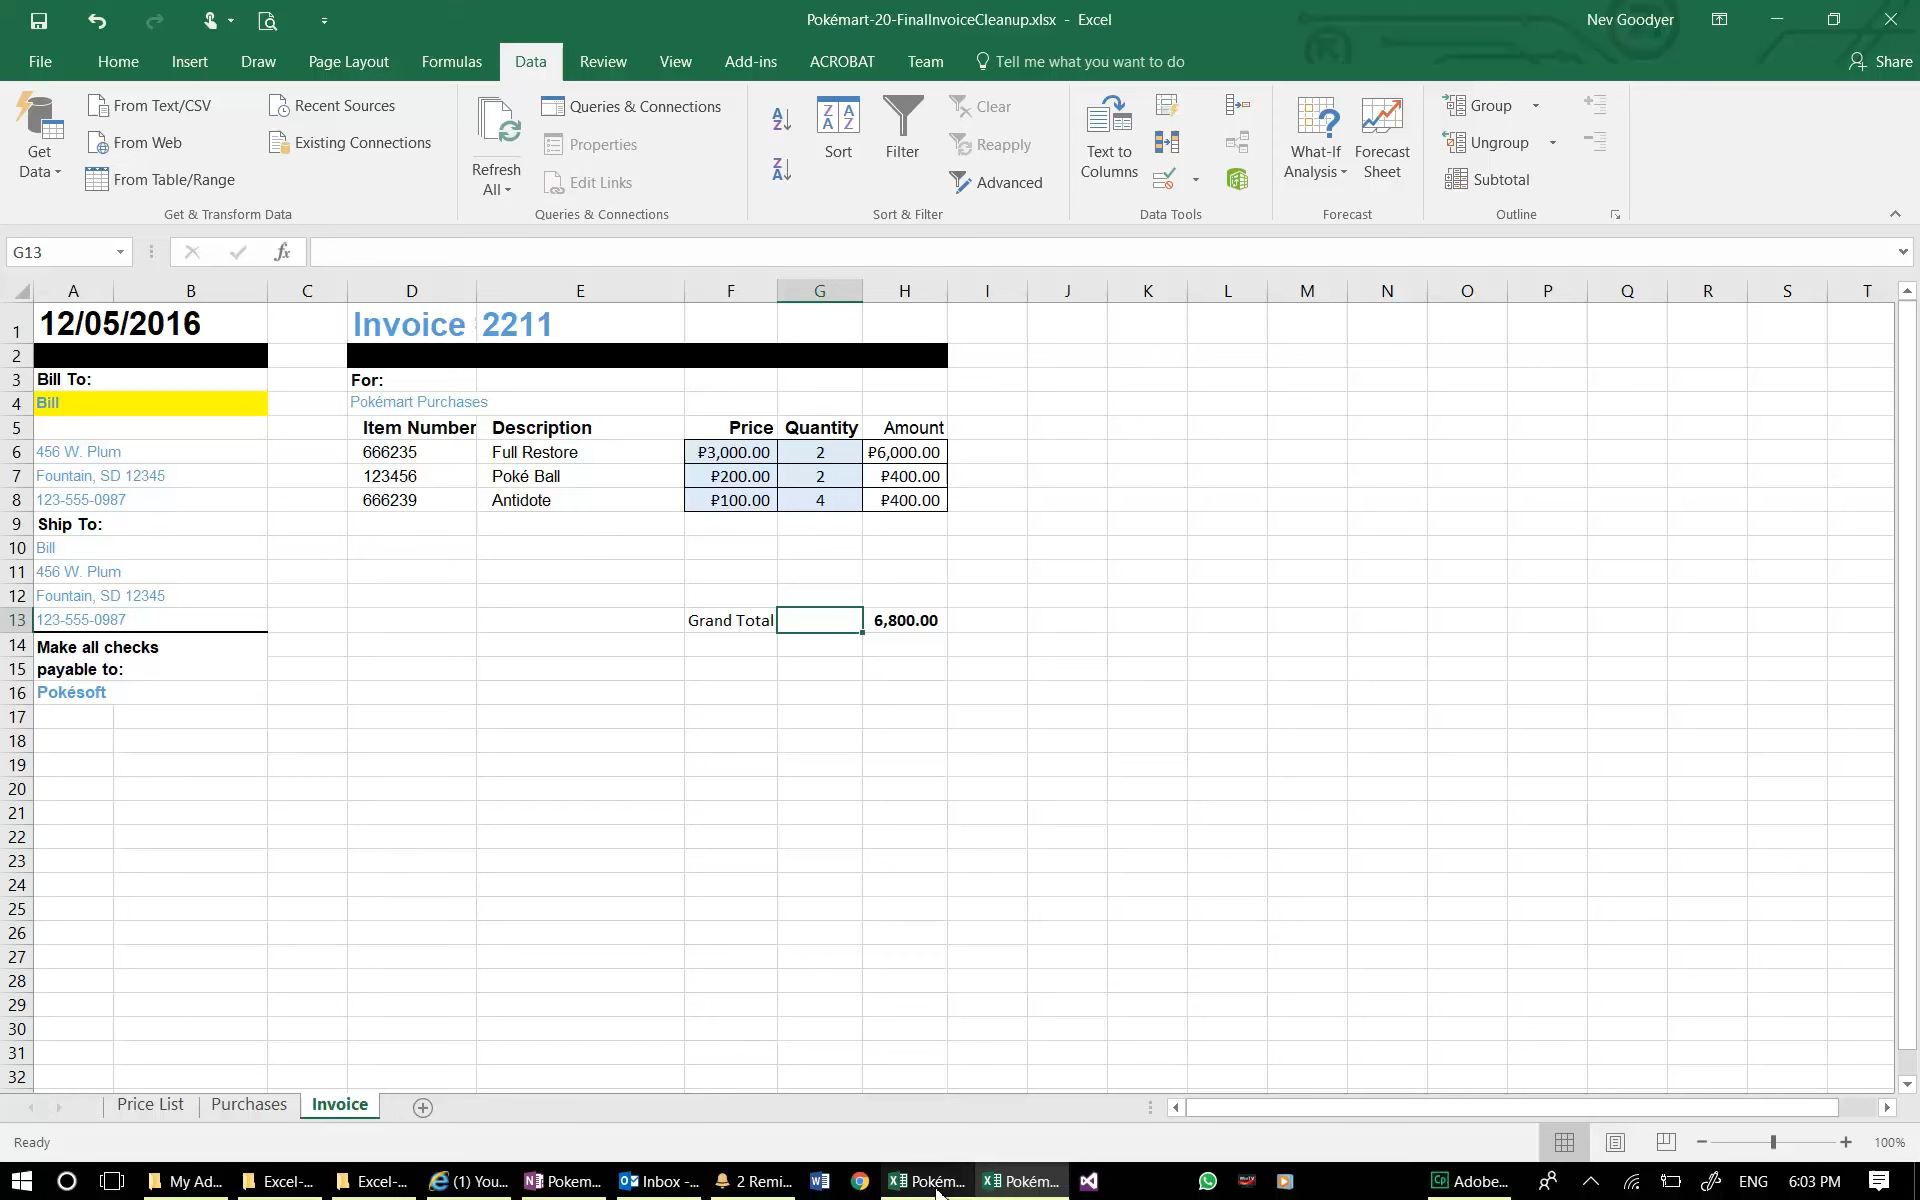 Pokémart-20-FinalInvoiceCleanup.xlsx - Excel
Nev Goodyer
File Home Insert Draw Page Layout Formulas Data Review View Add-ins ACROBAT Team Tell me what you want to do Share
Get Data
From Text/CSV
From Web
From Table/Range
Recent Sources
Existing Connections
Get & Transform Data
Refresh All
Queries & Connections
Properties
Edit Links
Queries & Connections
Sort
Filter
Clear
Reapply
Advanced
Sort & Filter
Text to Columns
Data Tools
What-If Analysis
Forecast Sheet
Forecast
Group
Ungroup
Subtotal
Outline
G13 fx
A B C D E F G H I J K L M N O P Q R S T
1 12/05/2016 Invoice 2211
2
3 Bill To: For:
4 Bill Pokémart Purchases
5 Item Number Description Price Quantity Amount
6 456 W. Plum 666235 Full Restore ₽3,000.00 2 ₽6,000.00
7 Fountain, SD 12345 123456 Poké Ball ₽200.00 2 ₽400.00
8 123-555-0987 666239 Antidote ₽100.00 4 ₽400.00
9 Ship To:
10 Bill
11 456 W. Plum
12 Fountain, SD 12345
13 123-555-0987 Grand Total 6,800.00
14 Make all checks
15 payable to:
16 Pokésoft
17
18
19
20
21
22
23
24
25
26
27
28
29
30
31
32
Price List Purchases Invoice
Ready 100%
My Ad... Excel-... Excel-... (1) You... Pokem... Inbox -... 2 Remi... Pokém... Pokém... Adobe... ENG 6:03 PM